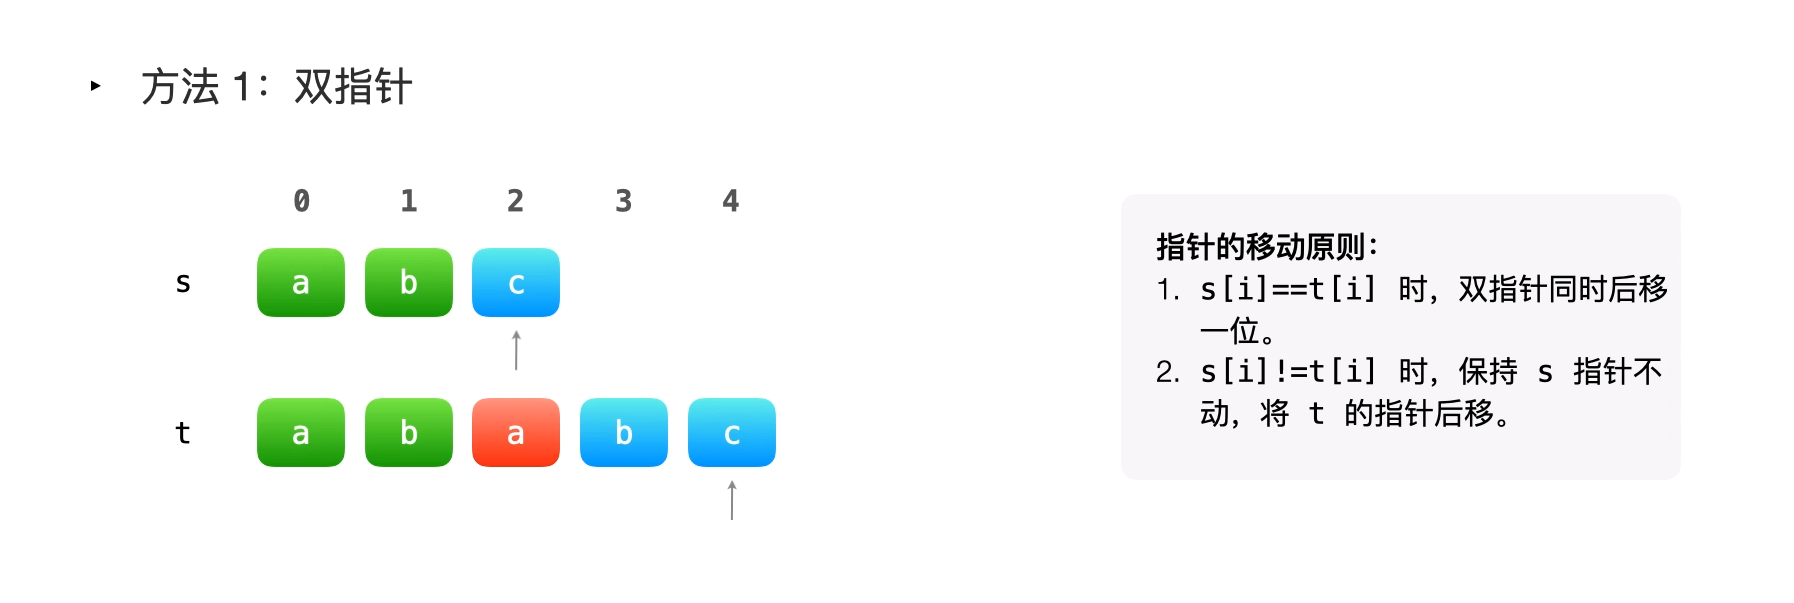 ‣ 方法 1：双指针
0 1 2 3 4
s a b c
t a b a b c
指针的移动原则：
1. s[i]==t[i] 时，双指针同时后移
一位。
2. s[i]!=t[i] 时，保持 s 指针不
动，将 t 的指针后移。